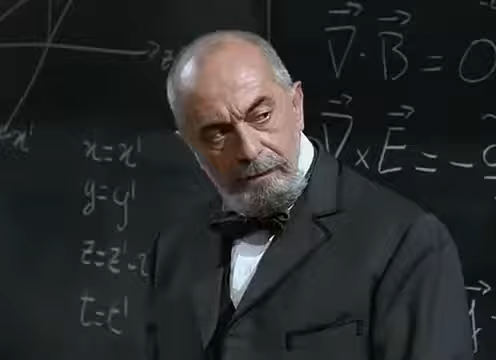 x'
x=x'
y=y'
z=z'-v
t=t'
∇⃗·B⃗=0
∇⃗×E⃗=-